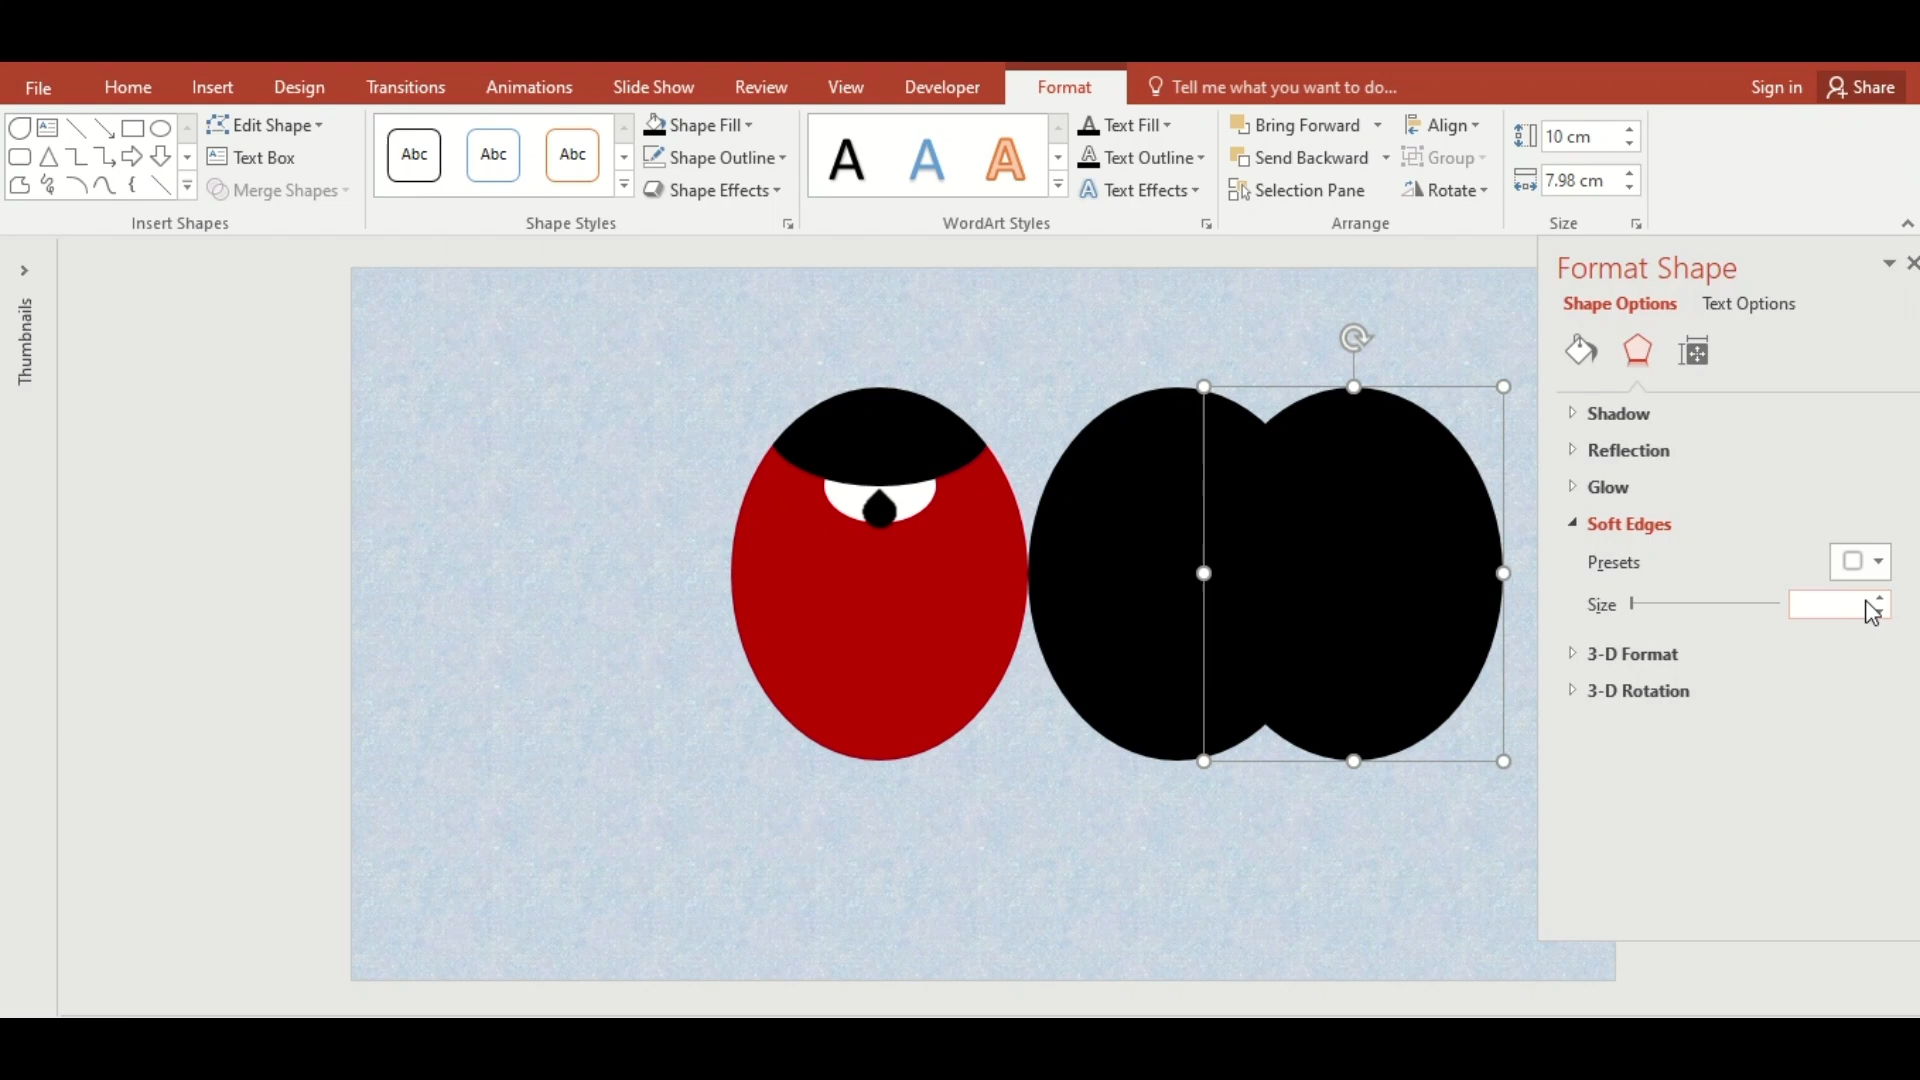 File Home Insert Design Transitions Animations Slide Show Review View Developer Format Tell me what you want to do... Sign in Share
Edit Shape
Text Box
Merge Shapes
Insert Shapes
Abc Abc Abc
Shape Fill
Shape Outline
Shape Effects
Shape Styles
A A A
Text Fill
Text Outline
Text Effects
WordArt Styles
Bring Forward
Send Backward
Selection Pane
Align
Group
Rotate
Arrange
10 cm
7.98 cm
Size
Thumbnails
Format Shape
Shape Options Text Options
Shadow
Reflection
Glow
Soft Edges
Presets
Size
3-D Format
3-D Rotation